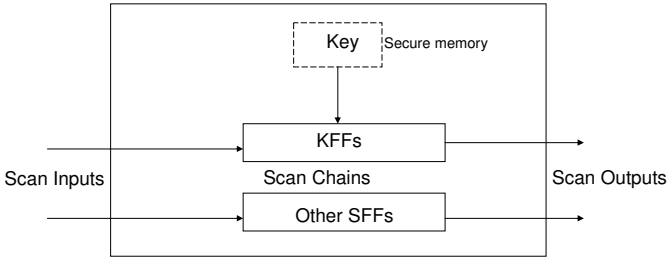 Key
Secure memory
KFFs
Scan Inputs
Scan Chains
Scan Outputs
Other SFFs